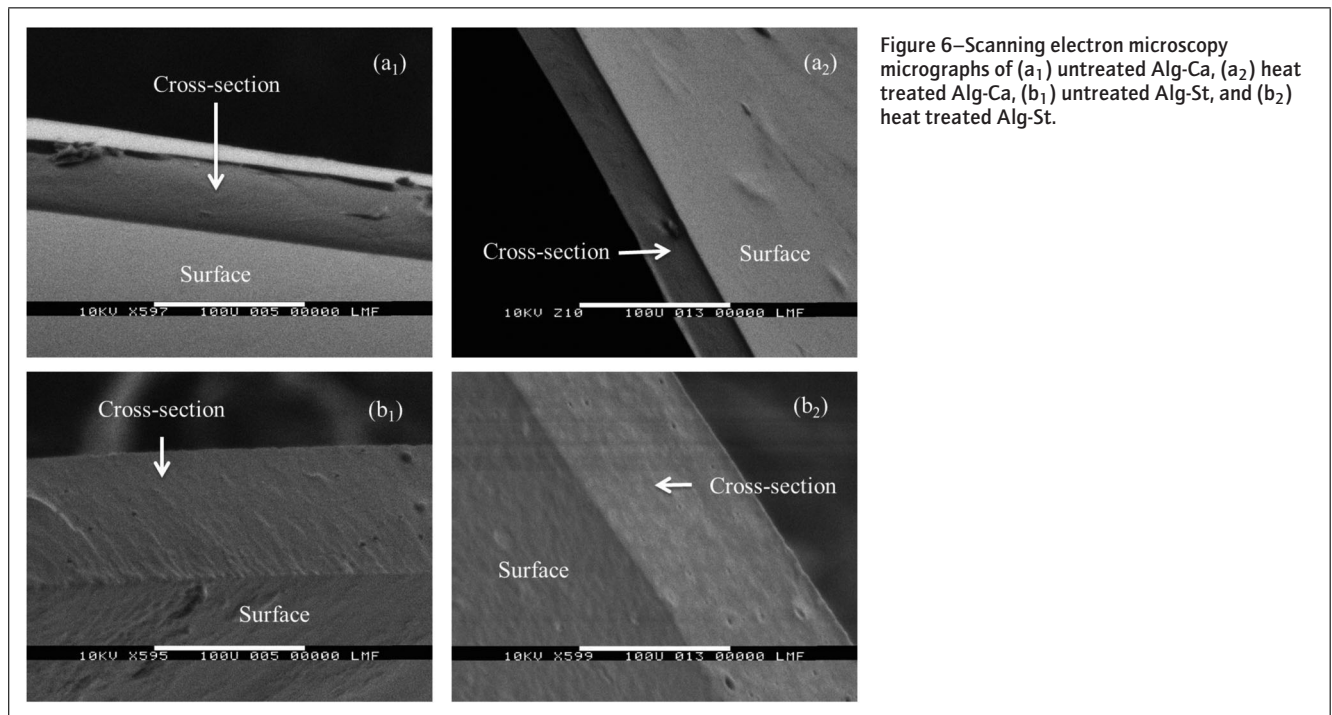 (a₁)
Cross-section
Surface
10KV X597 100U 005 00000 LMF
(a₂)
Cross-section
Surface
10KV Z10 100U 013 00000 LMF
Figure 6–Scanning electron microscopy
micrographs of (a₁) untreated Alg-Ca, (a₂) heat
treated Alg-Ca, (b₁) untreated Alg-St, and (b₂)
heat treated Alg-St.
Cross-section
(b₁)
Surface
10KV X595 100U 005 00000 LMF
(b₂)
Cross-section
Surface
10KV X599 100U 013 00000 LMF